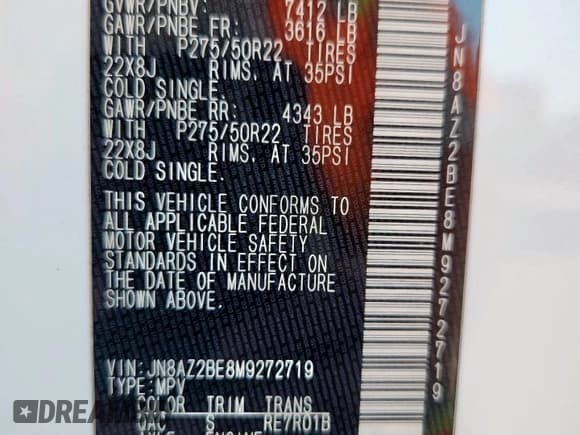 GVWR/PNBV: 7412 LB
GAWR/PNBE FR: 3616 LB
WITH P275/50R22 TIRES
22X8J RIMS, AT 35PSI
COLD SINGLE.
GAWR/PNBE RR: 4343 LB
WITH P275/50R22 TIRES
22X8J RIMS, AT 35PSI
COLD SINGLE.
THIS VEHICLE CONFORMS TO
ALL APPLICABLE FEDERAL
MOTOR VEHICLE SAFETY
STANDARDS IN EFFECT ON
THE DATE OF MANUFACTURE
SHOWN ABOVE.
VIN:JN8AZ2BE8M9272719
TYPE:MPV
COLOR TRIM TRANS
QAC S RE7R01B
AXLE ENGINE
JN8AZ2BE8M9272719